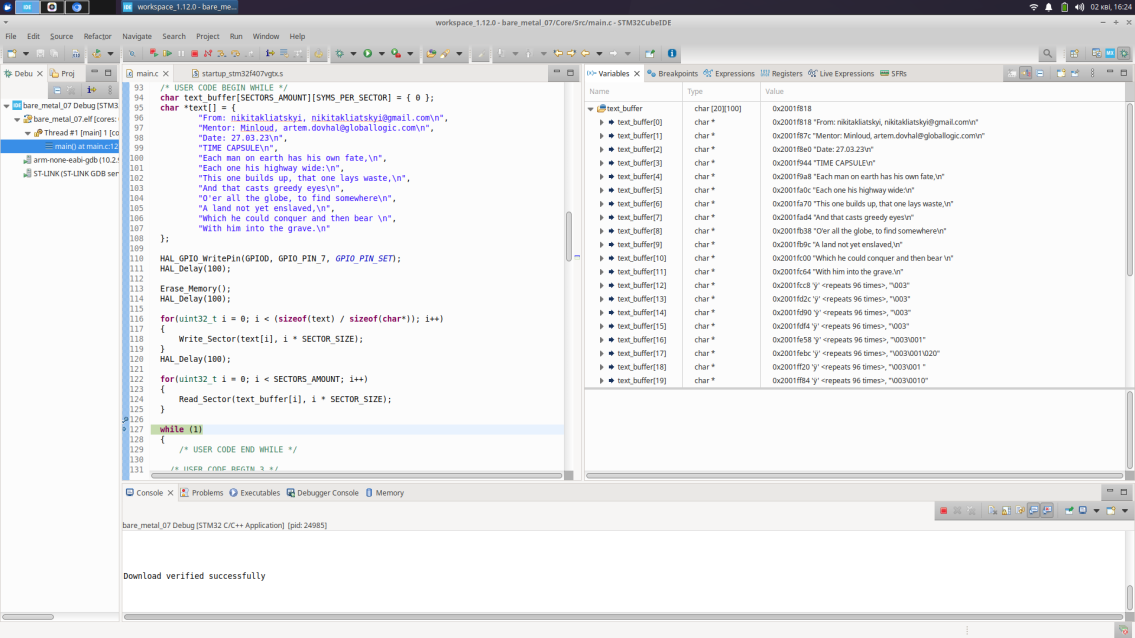 workspace_1.12.0 - bare_me...
02 кві, 16:24
workspace_1.12.0 - bare_metal_07/Core/Src/main.c - STM32CubeIDE
File Edit Source Refactor Navigate Search Project Run Window Help
Debu Proj
bare_metal_07 Debug [STM3
bare_metal_07.elf [cores:
Thread #1 [main] 1 [co
main() at main.c:12
arm-none-eabi-gdb (10.2.9
ST-LINK (ST-LINK GDB ser
main.c startup_stm32f407vgtx.s
93 /* USER CODE BEGIN WHILE */
94 char text_buffer[SECTORS_AMOUNT][SYMS_PER_SECTOR] = { 0 };
95 char *text[] = {
96 "From: nikitakliatskyi, nikitakliatskyi@gmail.com\n",
97 "Mentor: Minloud, artem.dovhal@globallogic.com\n",
98 "Date: 27.03.23\n",
99 "TIME CAPSULE\n",
100 "Each man on earth has his own fate,\n",
101 "Each one his highway wide:\n",
102 "This one builds up, that one lays waste,\n",
103 "And that casts greedy eyes\n",
104 "O'er all the globe, to find somewhere\n",
105 "A land not yet enslaved,\n",
106 "Which he could conquer and then bear \n",
107 "With him into the grave.\n"
108 };
109
110 HAL_GPIO_WritePin(GPIOD, GPIO_PIN_7, GPIO_PIN_SET);
111 HAL_Delay(100);
112
113 Erase_Memory();
114 HAL_Delay(100);
115
116 for(uint32_t i = 0; i < (sizeof(text) / sizeof(char*)); i++)
117 {
118 Write_Sector(text[i], i * SECTOR_SIZE);
119 }
120 HAL_Delay(100);
121
122 for(uint32_t i = 0; i < SECTORS_AMOUNT; i++)
123 {
124 Read_Sector(text_buffer[i], i * SECTOR_SIZE);
125 }
126
127 while (1)
128 {
129 /* USER CODE END WHILE */
130
131 /* USER CODE BEGIN 3 */
Variables Breakpoints Expressions Registers Live Expressions SFRs
Name Type Value
text_buffer char [20][100] 0x2001f818
text_buffer[0] char * 0x2001f818 "From: nikitakliatskyi, nikitakliatskyi@gmail.com\n"
text_buffer[1] char * 0x2001f87c "Mentor: Minloud, artem.dovhal@globallogic.com\n"
text_buffer[2] char * 0x2001f8e0 "Date: 27.03.23\n"
text_buffer[3] char * 0x2001f944 "TIME CAPSULE\n"
text_buffer[4] char * 0x2001f9a8 "Each man on earth has his own fate,\n"
text_buffer[5] char * 0x2001fa0c "Each one his highway wide:\n"
text_buffer[6] char * 0x2001fa70 "This one builds up, that one lays waste,\n"
text_buffer[7] char * 0x2001fad4 "And that casts greedy eyes\n"
text_buffer[8] char * 0x2001fb38 "O'er all the globe, to find somewhere\n"
text_buffer[9] char * 0x2001fb9c "A land not yet enslaved,\n"
text_buffer[10] char * 0x2001fc00 "Which he could conquer and then bear \n"
text_buffer[11] char * 0x2001fc64 "With him into the grave.\n"
text_buffer[12] char * 0x2001fcc8 'ÿ' <repeats 96 times>, "\003"
text_buffer[13] char * 0x2001fd2c 'ÿ' <repeats 96 times>, "\003"
text_buffer[14] char * 0x2001fd90 'ÿ' <repeats 96 times>, "\003"
text_buffer[15] char * 0x2001fdf4 'ÿ' <repeats 96 times>, "\003"
text_buffer[16] char * 0x2001fe58 'ÿ' <repeats 96 times>, "\003\001"
text_buffer[17] char * 0x2001febc 'ÿ' <repeats 96 times>, "\003\001\020"
text_buffer[18] char * 0x2001ff20 'ÿ' <repeats 96 times>, "\003\001 "
text_buffer[19] char * 0x2001ff84 'ÿ' <repeats 96 times>, "\003\0010"
Console Problems Executables Debugger Console Memory
bare_metal_07 Debug [STM32 C/C++ Application] [pid: 24985]
Download verified successfully